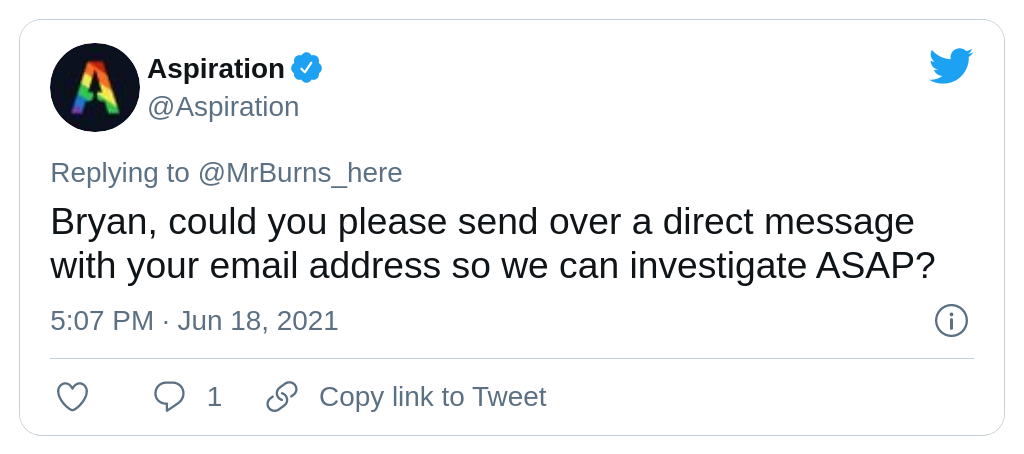 Aspiration
@Aspiration
Replying to @MrBurns_here
Bryan, could you please send over a direct message
with your email address so we can investigate ASAP?
5:07 PM · Jun 18, 2021
1 Copy link to Tweet